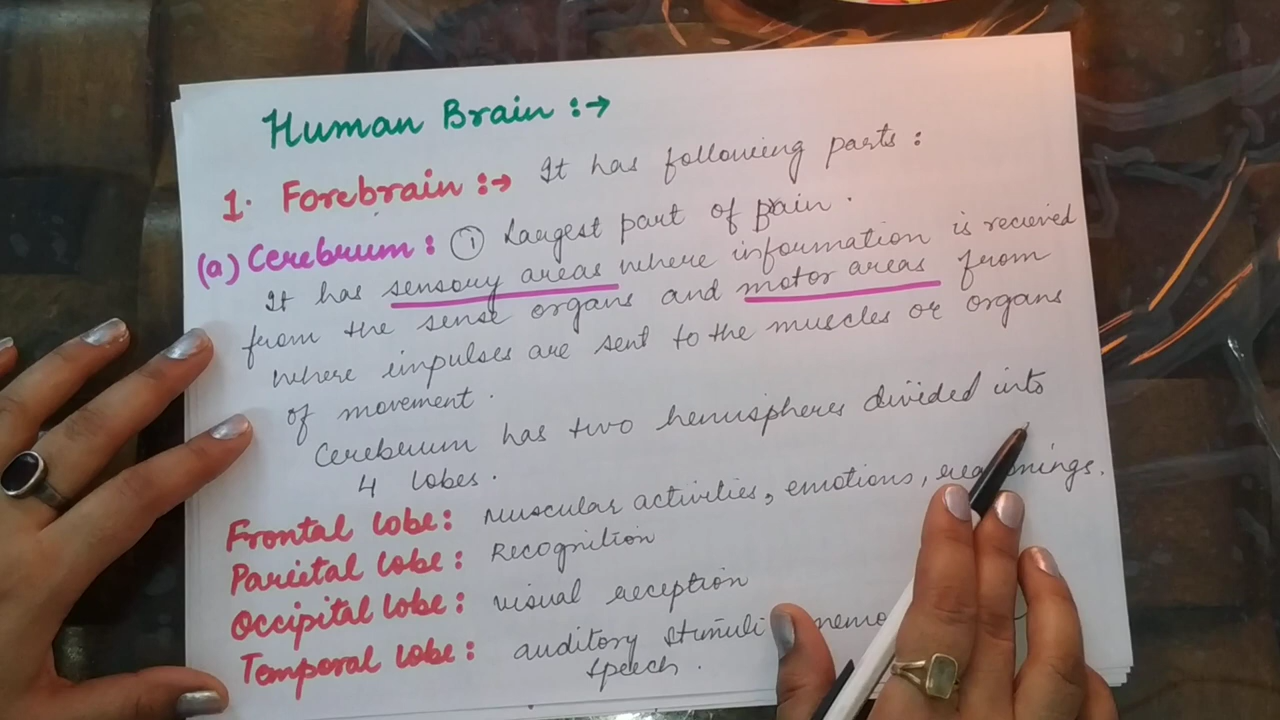 Human Brain :→
1. Forebrain :→ It has following parts :
(a) Cerebrum : ① Largest part of Brain .
It has sensory areas where information is recieved
from the sense organs and motor areas from
where impulses are sent to the muscles or organs
of movement .
Cerebrum has two hemispheres divided into
4 lobes .
Frontal lobe : Muscular activities, emotions,
Parietal lobe : Recognition
Occipital lobe : visual reception
Temporal lobe : auditory stimuli
speech .